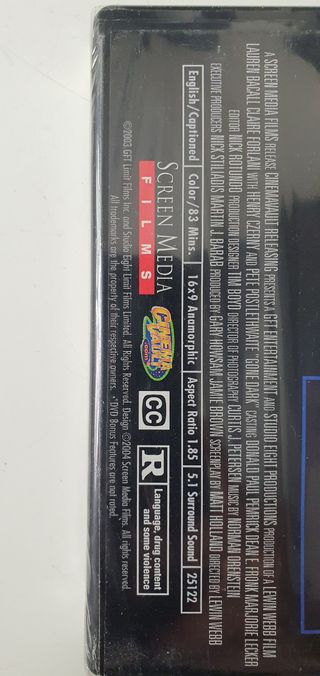 A SCREEN MEDIA FILMS RELEASE CINEMAVAULT RELEASING PRESENTS A GFT ENTERTAINMENT AND STUDIO EIGHT PRODUCTIONS PRODUCTION OF A LEWIN WEBB FILM
LAUREN BACALL CLAIRE FORLANI WITH HENRY CZERNY AND PETE POSTLETHWAITE "GONE DARK" CASTING DONALD PAUL PEMRICK DEAN E. FRONK MARJORIE LECKER
EDITOR NICK ROTUNDO PRODUCTION DESIGNER TIM BOYD DIRECTOR OF PHOTOGRAPHY CURTIS J. PETERSEN MUSIC BY NORMAN ORENSTEIN
EXECUTIVE PRODUCERS NICK STILIADIS MARTIN J. BARAB PRODUCED BY GARY HOWSAM JAMIE BROWN SCREENPLAY BY MATT HOLLAND DIRECTED BY LEWIN WEBB
English/Captioned Color/83 Mins. 16x9 Anamorphic Aspect Ratio 1.85 5.1 Surround Sound 25122
SCREEN MEDIA
FILMS
CC
R
Language, drug content
and some violence
©2003 GFT Limit Films Inc. and Studio Eight Limit Films Limited. All Rights Reserved. Design ©2004 Screen Media Films. All rights reserved.
All trademarks are the property of their respective owners. • DVD Bonus Features are not rated.